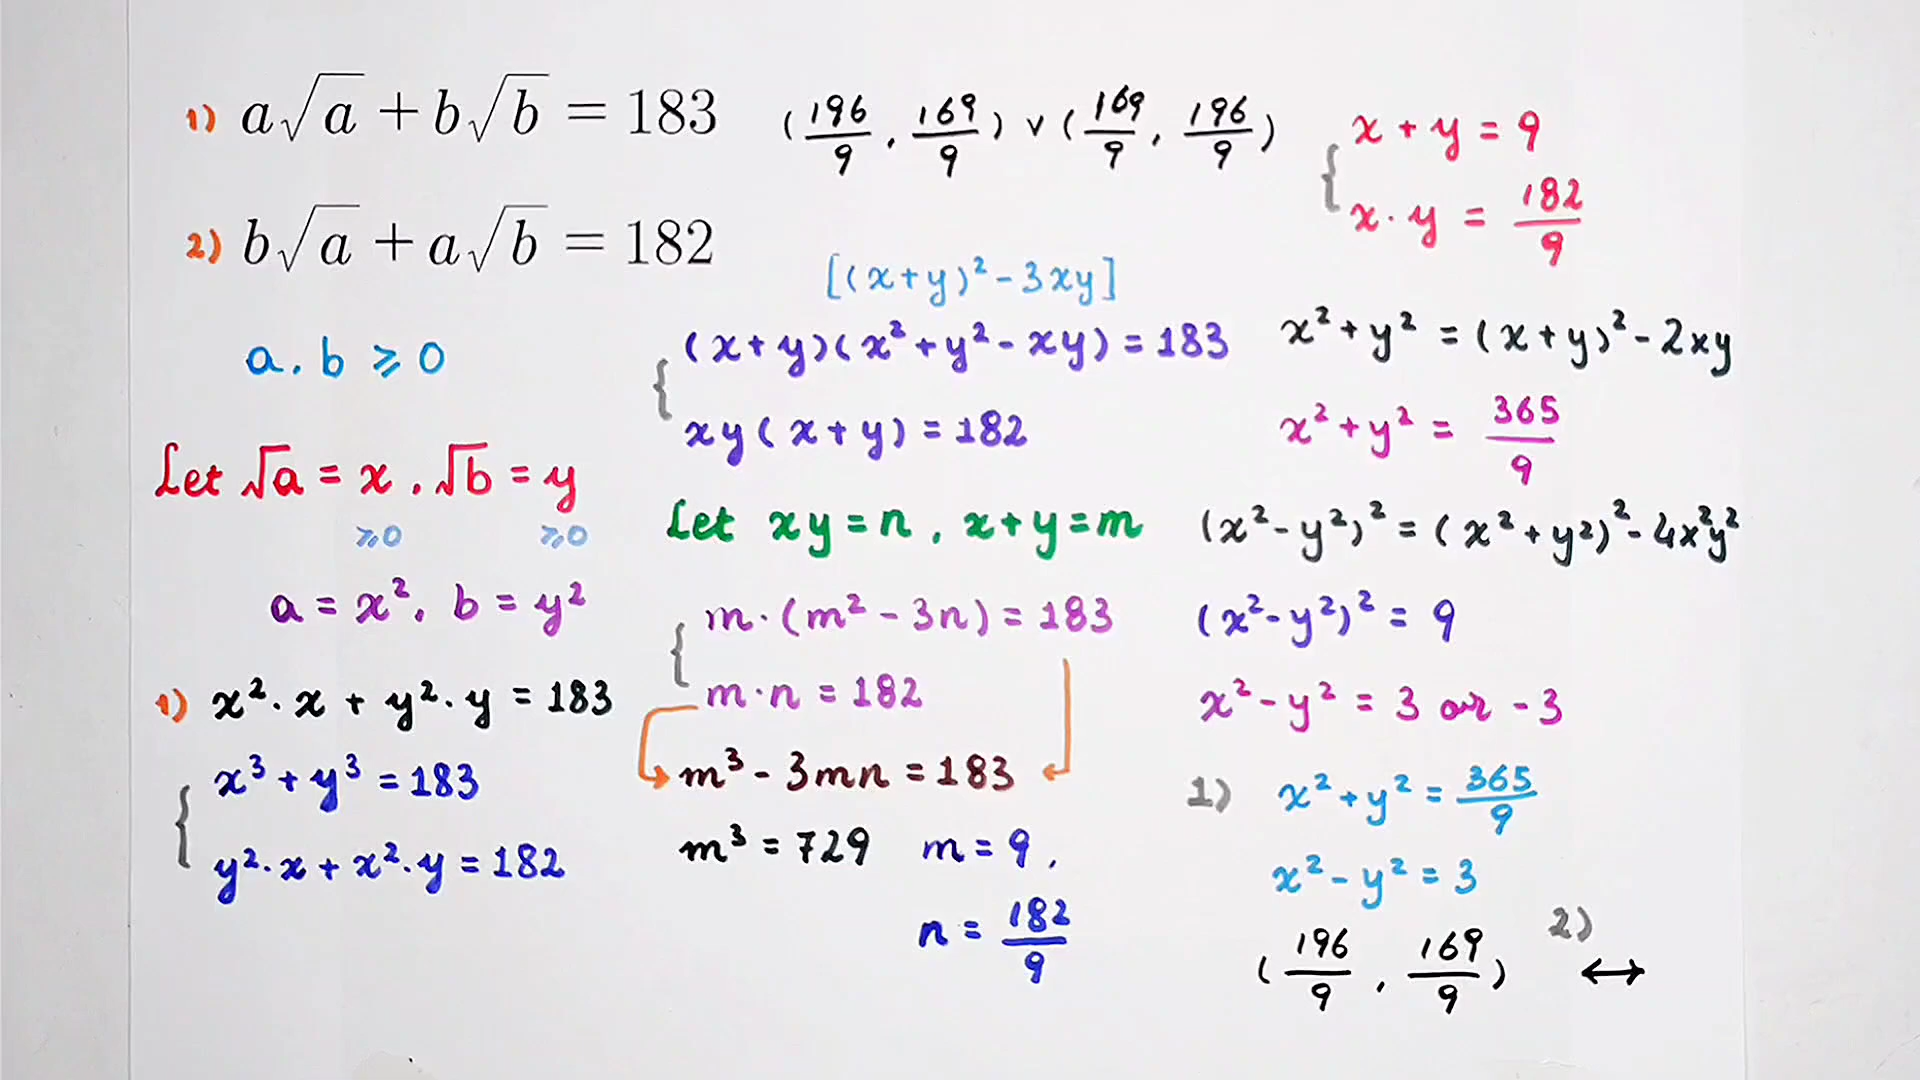 1) a√a + b√b = 183
2) b√a + a√b = 182
a, b ⩾ 0
Let √a = x, √b = y
⩾0 ⩾0
a = x², b = y²
1) x²·x + y²·y = 183
{ x³ + y³ = 183
y²·x + x²·y = 182
(196/9, 169/9) ∨ (169/9, 196/9)
[(x+y)² - 3xy]
{ (x+y)(x²+y²-xy) = 183
xy(x+y) = 182
Let xy = n, x+y = m
{ m·(m² - 3n) = 183
m·n = 182
m³ - 3mn = 183
m³ = 729 m = 9,
n = 182/9
{ x + y = 9
x·y = 182/9
x² + y² = (x+y)² - 2xy
x² + y² = 365/9
(x² - y²)² = (x² + y²)² - 4x²y²
(x² - y²)² = 9
x² - y² = 3 or -3
1) x² + y² = 365/9
x² - y² = 3
(196/9, 169/9) 2) ↔